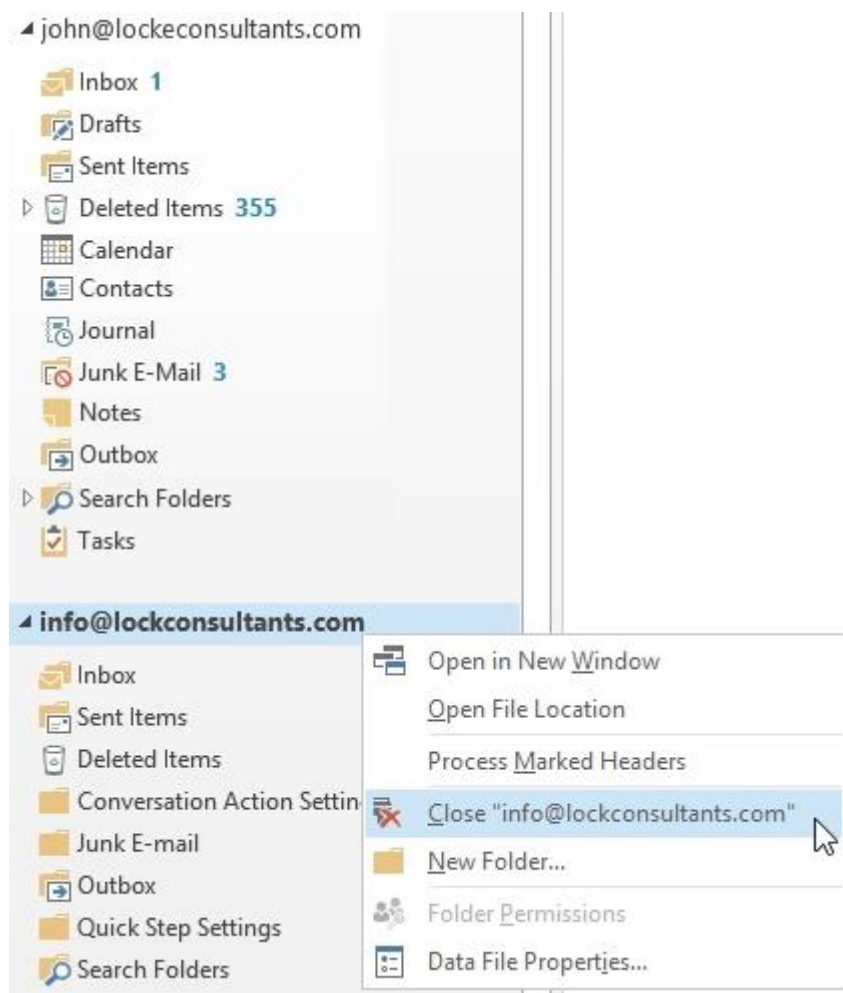 john@lockeconsultants.com
Inbox 1
Drafts
Sent Items
Deleted Items 355
Calendar
Contacts
Journal
Junk E-Mail 3
Notes
Outbox
Search Folders
Tasks
info@lockconsultants.com
Inbox
Sent Items
Deleted Items
Conversation Action Settin
Junk E-mail
Outbox
Quick Step Settings
Search Folders
Open in New Window
Open File Location
Process Marked Headers
Close "info@lockconsultants.com"
New Folder...
Folder Permissions
Data File Properties...